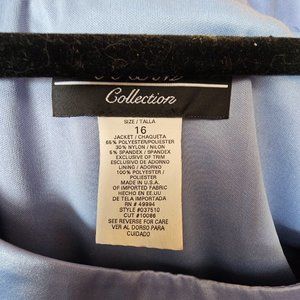 Collection
SIZE / TALLA
16
JACKET / CHAQUETA
65% POLYESTER/POLIESTER
30% NYLON / NILON
5% SPANDEX / SPANDEX
EXCLUSIVE OF TRIM
EXCLUSIVO DE ADORNO
LINING / ADORNO
100% POLYESTER /
POLIESTER
MADE IN U.S.A.
OF IMPORTED FABRIC
HECHO EN EE.UU.
DE TELA IMPORTADA
RN # 49994
STYLE #037510
CUT #10086
SEE REVERSE FOR CARE
VER AL DORSO PARA
CUIDADO